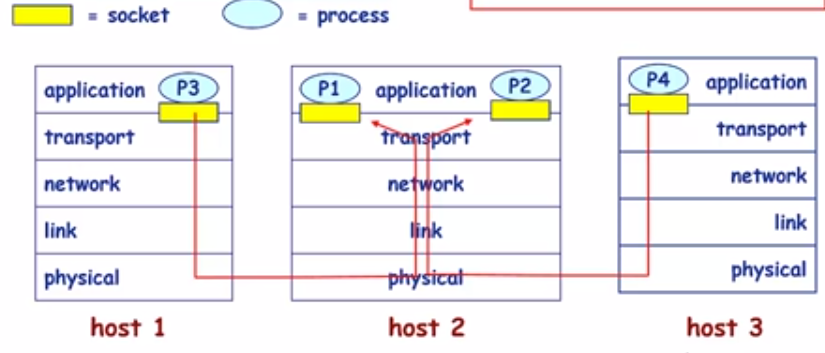 = socket
= process
application P3
transport
network
link
physical
host 1
P1 application P2
transport
network
link
physical
host 2
P4 application
transport
network
link
physical
host 3